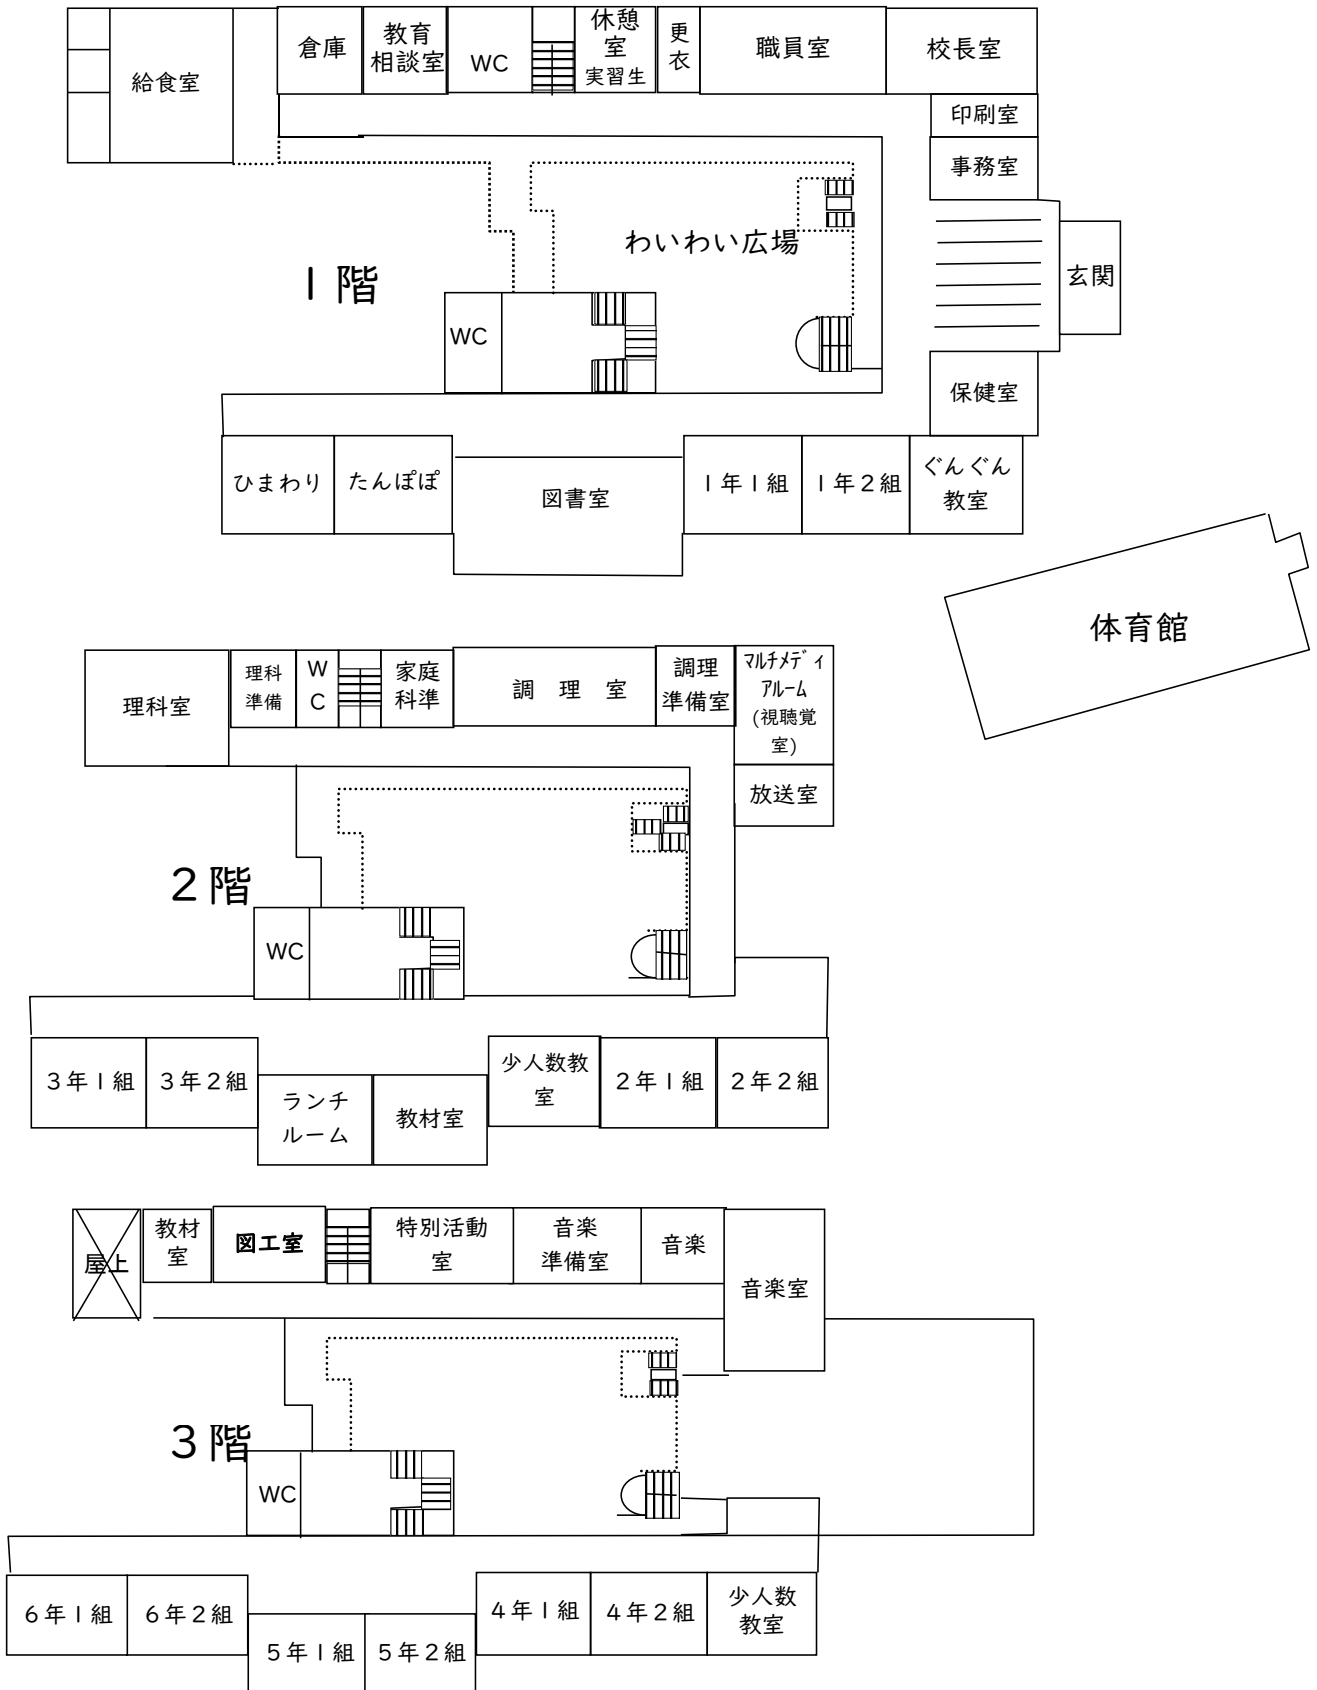 給食室
倉庫
教育
相談室
WC
休憩
室
実習生
更
衣
職員室
校長室
印刷室
事務室
わいわい広場
1階
玄関
WC
保健室
ひまわり
たんぽぽ
図書室
1年1組
1年2組
ぐんぐん
教室
体育館
理科室
理科
準備
W
C
家庭
科準
調 理 室
調理
準備室
マルチメディ
アルーム
(視聴覚
室)
放送室
2階
WC
3年1組
3年2組
ランチ
ルーム
教材室
少人数教
室
2年1組
2年2組
屋上
教材
室
図工室
特別活動
室
音楽
準備室
音楽
音楽室
3階
WC
6年1組
6年2組
5年1組
5年2組
4年1組
4年2組
少人数
教室